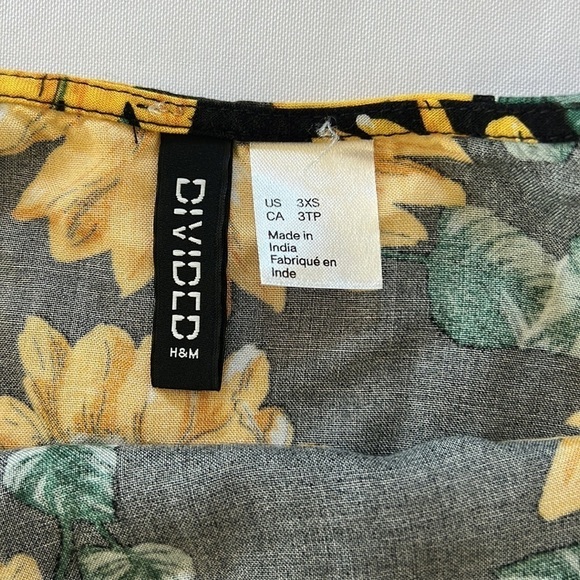 DIVIDED
H&M
US 3XS
CA 3TP
Made in
India
Fabriqué en
Inde